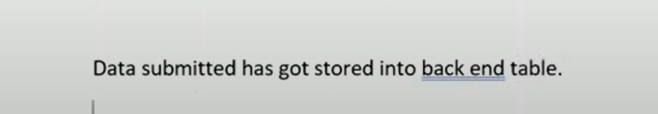 Data submitted has got stored into back end table.